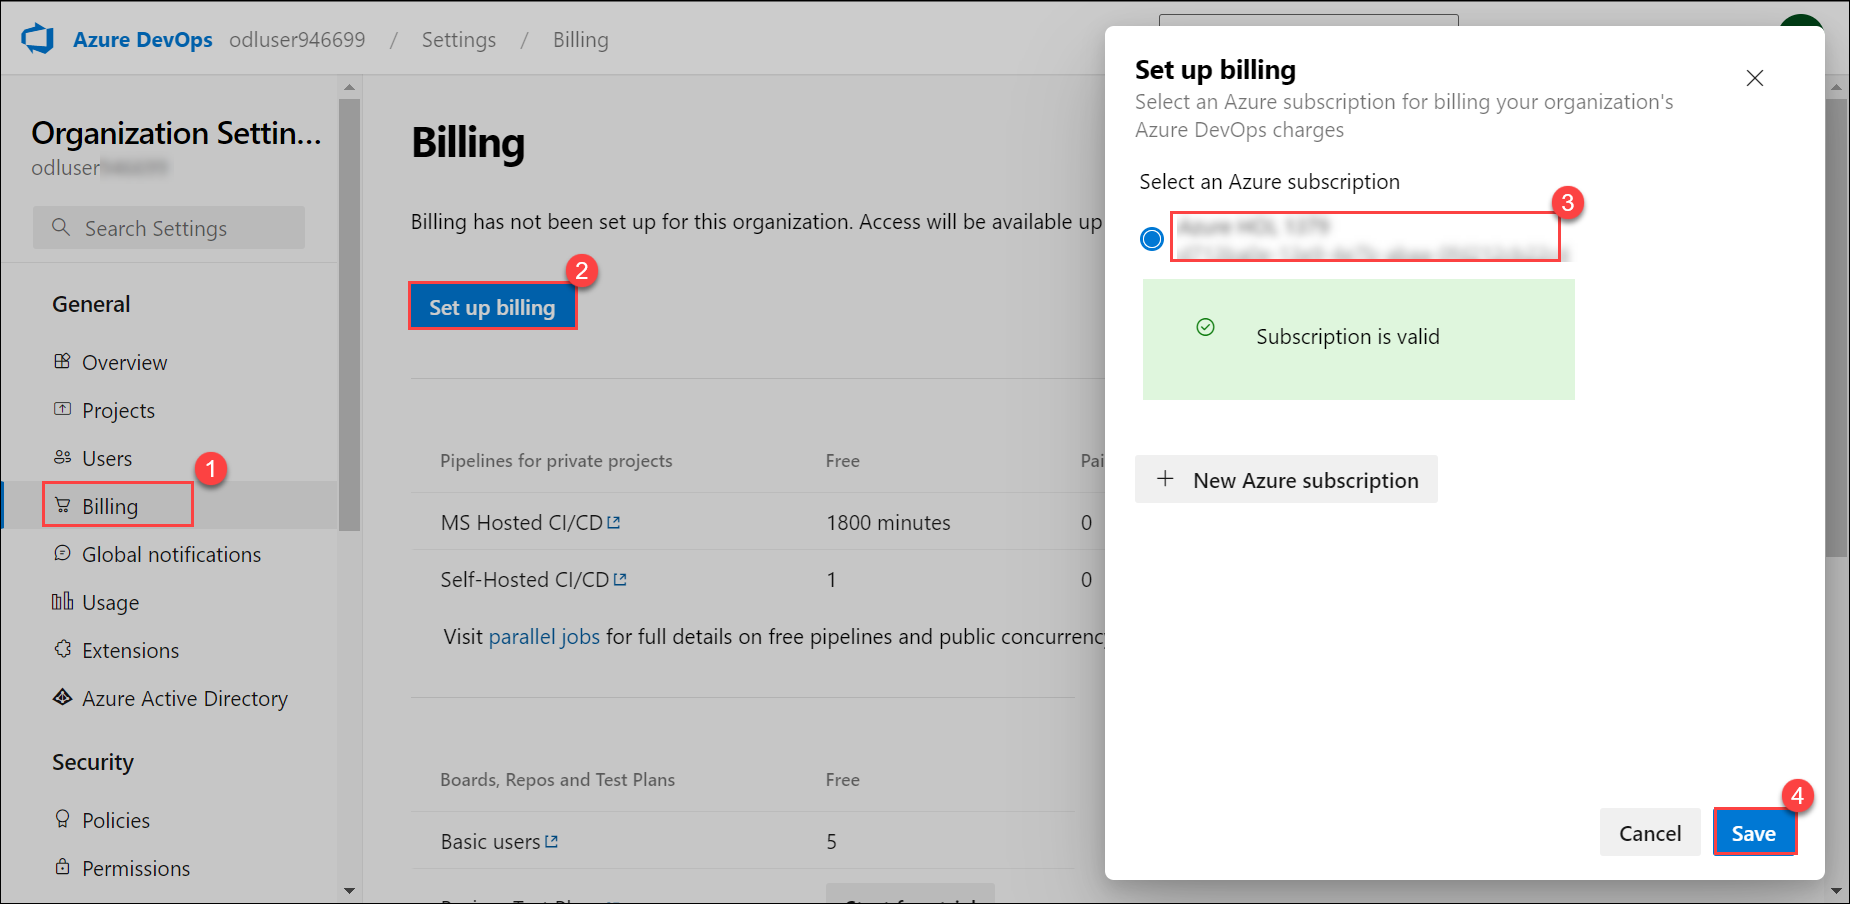 Azure DevOps odluser946699 / Settings / Billing
Organization Settin...
odluser
Search Settings
General
Overview
Projects
Users
1
Billing
Global notifications
Usage
Extensions
Azure Active Directory
Security
Policies
Permissions
Billing
Billing has not been set up for this organization. Access will be available up
2
Set up billing
Pipelines for private projects Free Pai
MS Hosted CI/CD 1800 minutes 0
Self-Hosted CI/CD 1 0
Visit parallel jobs for full details on free pipelines and public concurrency
Boards, Repos and Test Plans Free
Basic users 5
Set up billing
Select an Azure subscription for billing your organization's
Azure DevOps charges
Select an Azure subscription
3
Azure HOL 1379
Subscription is valid
New Azure subscription
4
Cancel Save